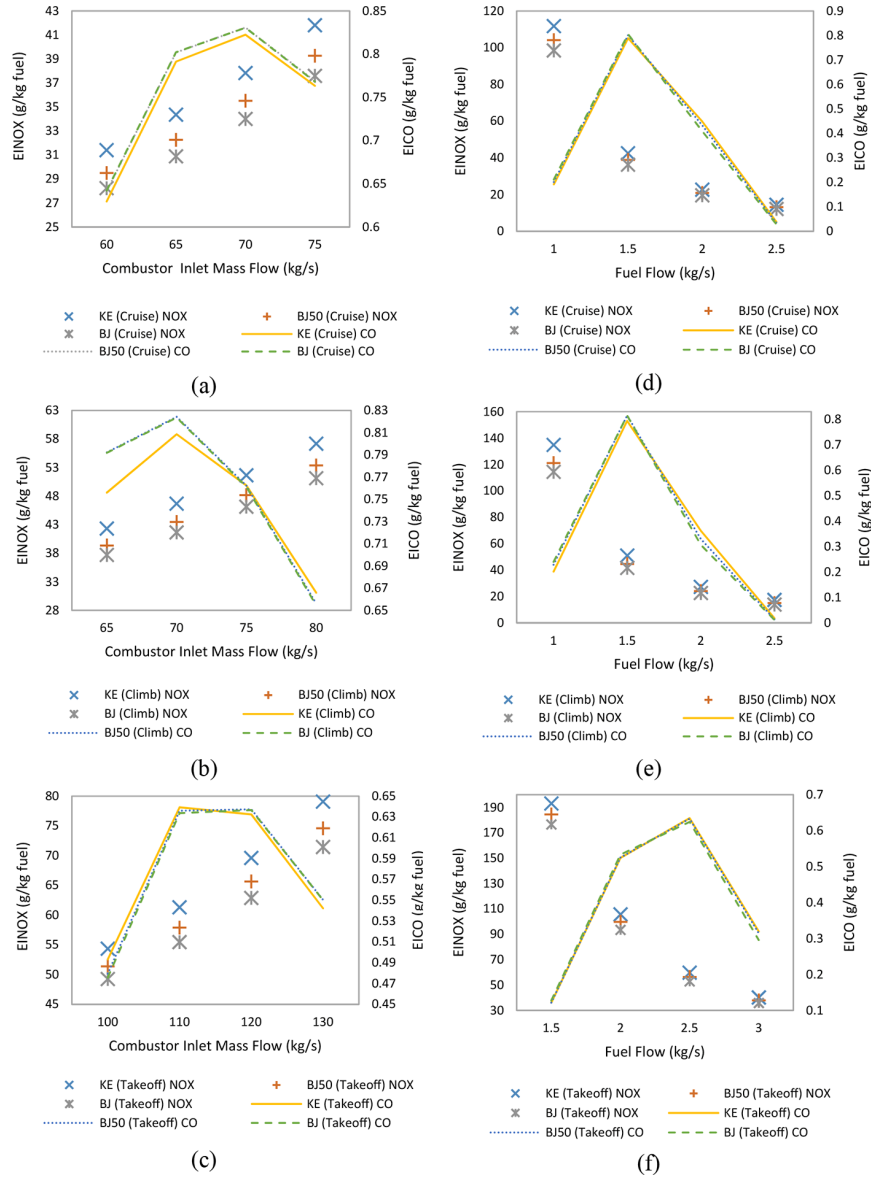 43
41
39
37
35
33
31
29
27
25
EINOX (g/kg fuel)
0.85
0.8
0.75
0.7
0.65
0.6
EICO (g/kg fuel)
60 65 70 75
Combustor Inlet Mass Flow (kg/s)
KE (Cruise) NOX BJ50 (Cruise) NOX
BJ (Cruise) NOX KE (Cruise) CO
BJ50 (Cruise) CO BJ (Cruise) CO
(a)
120
100
80
60
40
20
0
EINOX (g/kg fuel)
0.9
0.8
0.7
0.6
0.5
0.4
0.3
0.2
0.1
0
EICO (g/kg fuel)
1 1.5 2 2.5
Fuel Flow (kg/s)
KE (Cruise) NOX BJ50 (Cruise) NOX
BJ (Cruise) NOX KE (Cruise) CO
BJ50 (Cruise) CO BJ (Cruise) CO
(d)
63
58
53
48
43
38
33
28
EINOX (g/kg fuel)
0.83
0.81
0.79
0.77
0.75
0.73
0.71
0.69
0.67
0.65
EICO (g/kg fuel)
65 70 75 80
Combustor Inlet Mass Flow (kg/s)
KE (Climb) NOX BJ50 (Climb) NOX
BJ (Climb) NOX KE (Climb) CO
BJ50 (Climb) CO BJ (Climb) CO
(b)
160
140
120
100
80
60
40
20
0
EINOX (g/kg fuel)
0.8
0.7
0.6
0.5
0.4
0.3
0.2
0.1
0
EICO (g/kg fuel)
1 1.5 2 2.5
Fuel Flow (kg/s)
KE (Climb) NOX BJ50 (Climb) NOX
BJ (Climb) NOX KE (Climb) CO
BJ50 (Climb) CO BJ (Climb) CO
(e)
80
75
70
65
60
55
50
45
EINOX (g/kg fuel)
0.65
0.63
0.61
0.59
0.57
0.55
0.53
0.51
0.49
0.47
0.45
EICO (g/kg fuel)
100 110 120 130
Combustor Inlet Mass Flow (kg/s)
KE (Takeoff) NOX BJ50 (Takeoff) NOX
BJ (Takeoff) NOX KE (Takeoff) CO
BJ50 (Takeoff) CO BJ (Takeoff) CO
(c)
190
170
150
130
110
90
70
50
30
EINOX (g/kg fuel)
0.7
0.6
0.5
0.4
0.3
0.2
0.1
EICO (g/kg fuel)
1.5 2 2.5 3
Fuel Flow (kg/s)
KE (Takeoff) NOX BJ50 (Takeoff) NOX
BJ (Takeoff) NOX KE (Takeoff) CO
BJ50 (Takeoff) CO BJ (Takeoff) CO
(f)